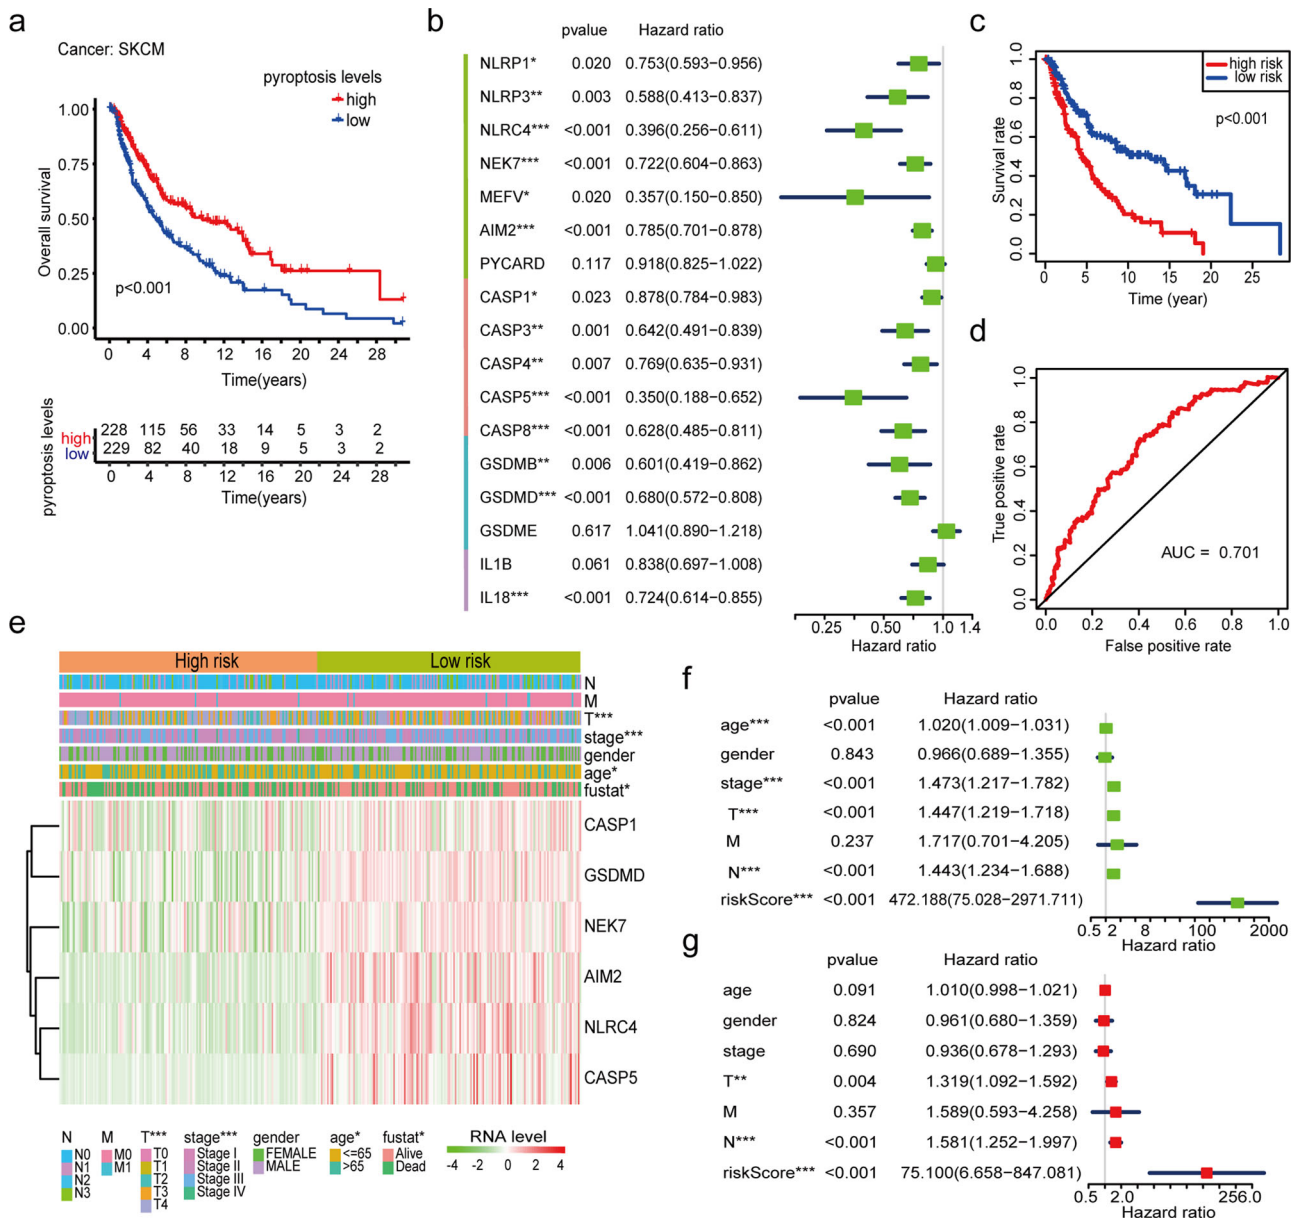 a
Cancer: SKCM
pyroptosis levels
high
low
1.00
0.75
0.50
0.25
0.00
Overall survival
p<0.001
0 4 8 12 16 20 24 28
Time(years)
pyroptosis levels
high 228 115 56 33 14 5 3 2
low 229 82 40 18 9 5 3 2
0 4 8 12 16 20 24 28
Time(years)
b
pvalue Hazard ratio
NLRP1* 0.020 0.753(0.593−0.956)
NLRP3** 0.003 0.588(0.413−0.837)
NLRC4*** <0.001 0.396(0.256−0.611)
NEK7*** <0.001 0.722(0.604−0.863)
MEFV* 0.020 0.357(0.150−0.850)
AIM2*** <0.001 0.785(0.701−0.878)
PYCARD 0.117 0.918(0.825−1.022)
CASP1* 0.023 0.878(0.784−0.983)
CASP3** 0.001 0.642(0.491−0.839)
CASP4** 0.007 0.769(0.635−0.931)
CASP5*** <0.001 0.350(0.188−0.652)
CASP8*** <0.001 0.628(0.485−0.811)
GSDMB** 0.006 0.601(0.419−0.862)
GSDMD*** <0.001 0.680(0.572−0.808)
GSDME 0.617 1.041(0.890−1.218)
IL1B 0.061 0.838(0.697−1.008)
IL18*** <0.001 0.724(0.614−0.855)
0.25 0.50 1.0 1.4
Hazard ratio
c
high risk
low risk
p<0.001
Survival rate
1.0
0.8
0.6
0.4
0.2
0.0
0 5 10 15 20 25
Time (year)
d
True positive rate
1.0
0.8
0.6
0.4
0.2
0.0
AUC = 0.701
0.0 0.2 0.4 0.6 0.8 1.0
False positive rate
e
High risk Low risk
N
M
T***
stage***
gender
age*
fustat*
CASP1
GSDMD
NEK7
AIM2
NLRC4
CASP5
N M T*** stage*** gender age* fustat* RNA level
N0 M0 T0 Stage I FEMALE <=65 Alive
N1 M1 T1 Stage II MALE >65 Dead
N2 T2 Stage III
N3 T3 Stage IV
T4
-4 -2 0 2 4
f
pvalue Hazard ratio
age*** <0.001 1.020(1.009−1.031)
gender 0.843 0.966(0.689−1.355)
stage*** <0.001 1.473(1.217−1.782)
T*** <0.001 1.447(1.219−1.718)
M 0.237 1.717(0.701−4.205)
N*** <0.001 1.443(1.234−1.688)
riskScore*** <0.001 472.188(75.028−2971.711)
0.5 2 8 100 2000
Hazard ratio
g
pvalue Hazard ratio
age 0.091 1.010(0.998−1.021)
gender 0.824 0.961(0.680−1.359)
stage 0.690 0.936(0.678−1.293)
T** 0.004 1.319(1.092−1.592)
M 0.357 1.589(0.593−4.258)
N*** <0.001 1.581(1.252−1.997)
riskScore*** <0.001 75.100(6.658−847.081)
0.5 2.0 256.0
Hazard ratio